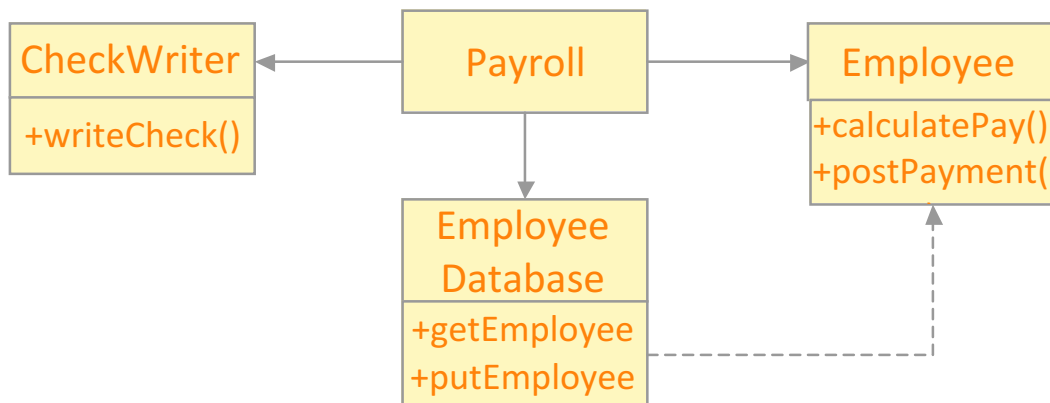 CheckWriter
+writeCheck()
Payroll
Employee
+calculatePay()
+postPayment(
Employee
Database
+getEmployee
+putEmployee